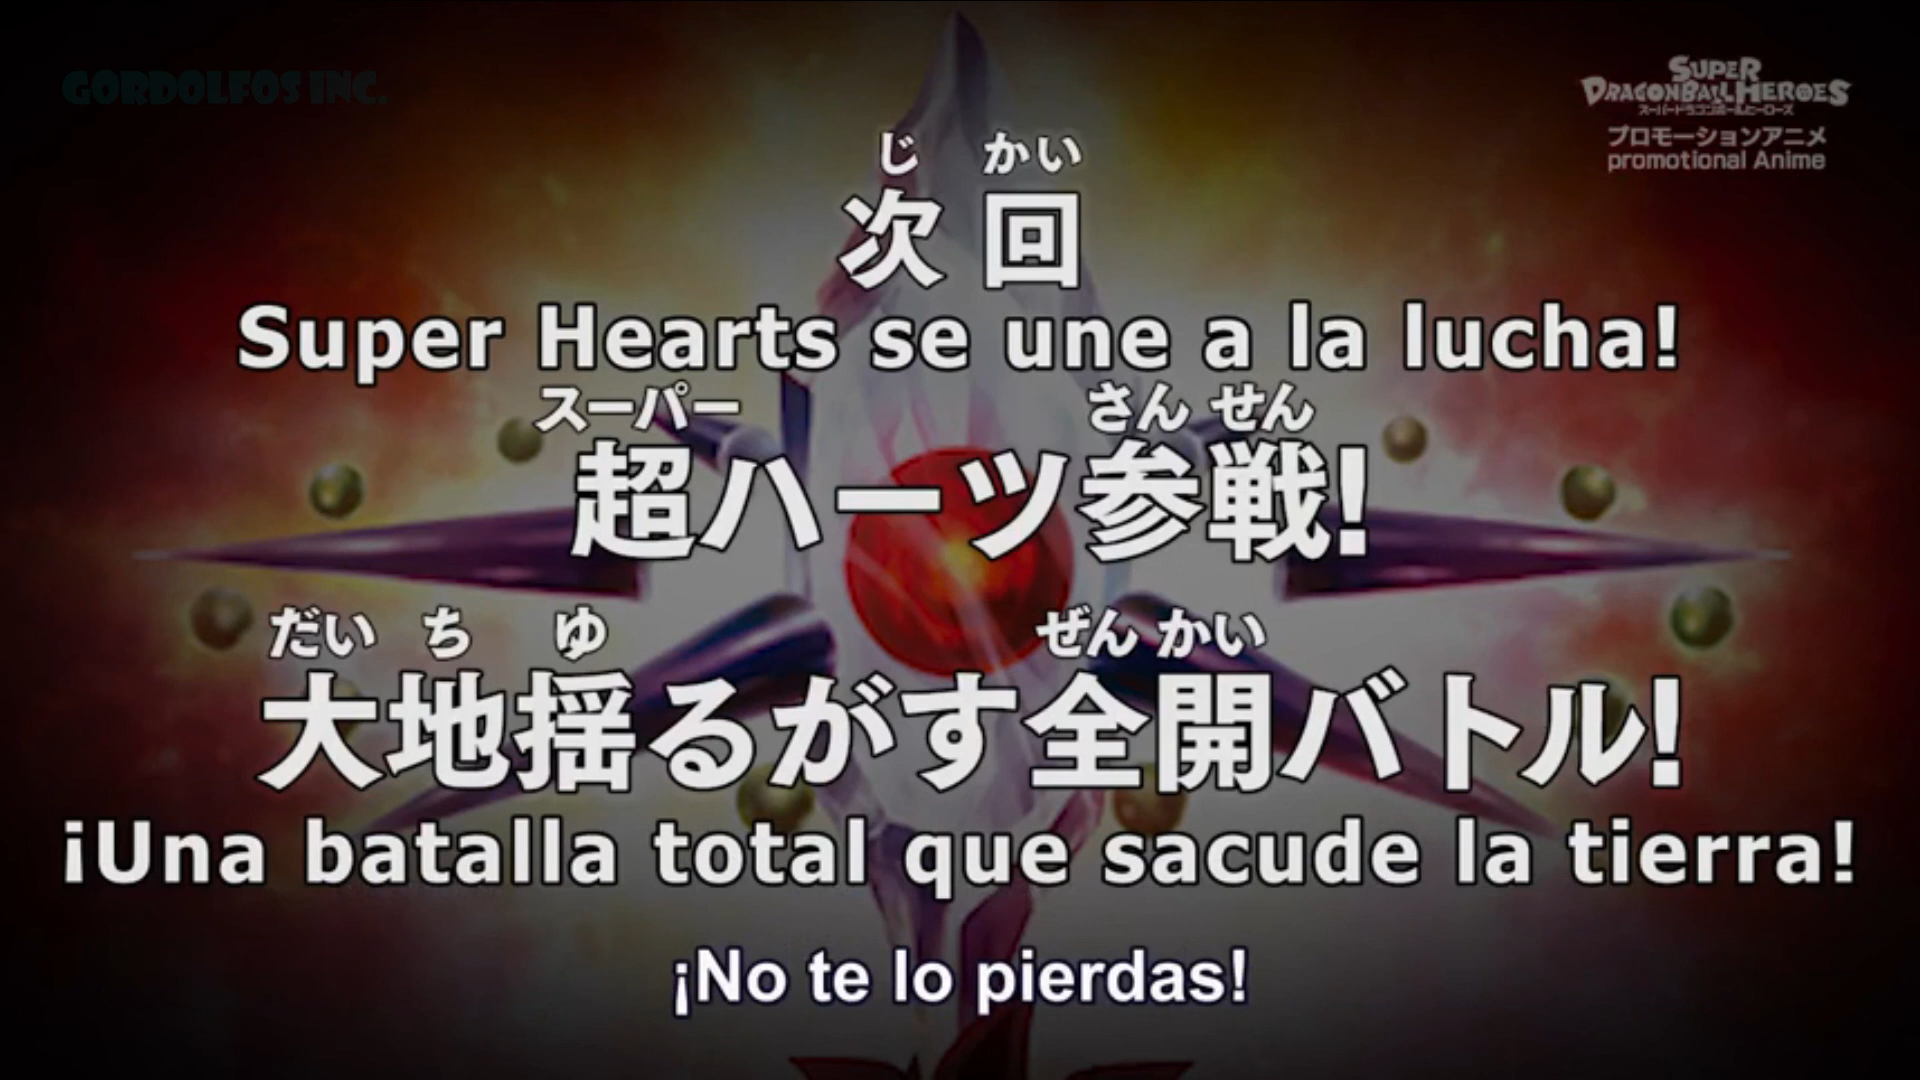 GORDOLFOS INC.
SUPER
DRAGONBALL HEROES
スーパードラゴンボールヒーローズ
プロモーションアニメ
promotional Anime
じ かい
次回
Super Hearts se une a la lucha!
スーパー さん せん
超ハーツ参戦!
だい ち ゆ ぜん かい
大地揺るがす全開バトル!
¡Una batalla total que sacude la tierra!
¡No te lo pierdas!